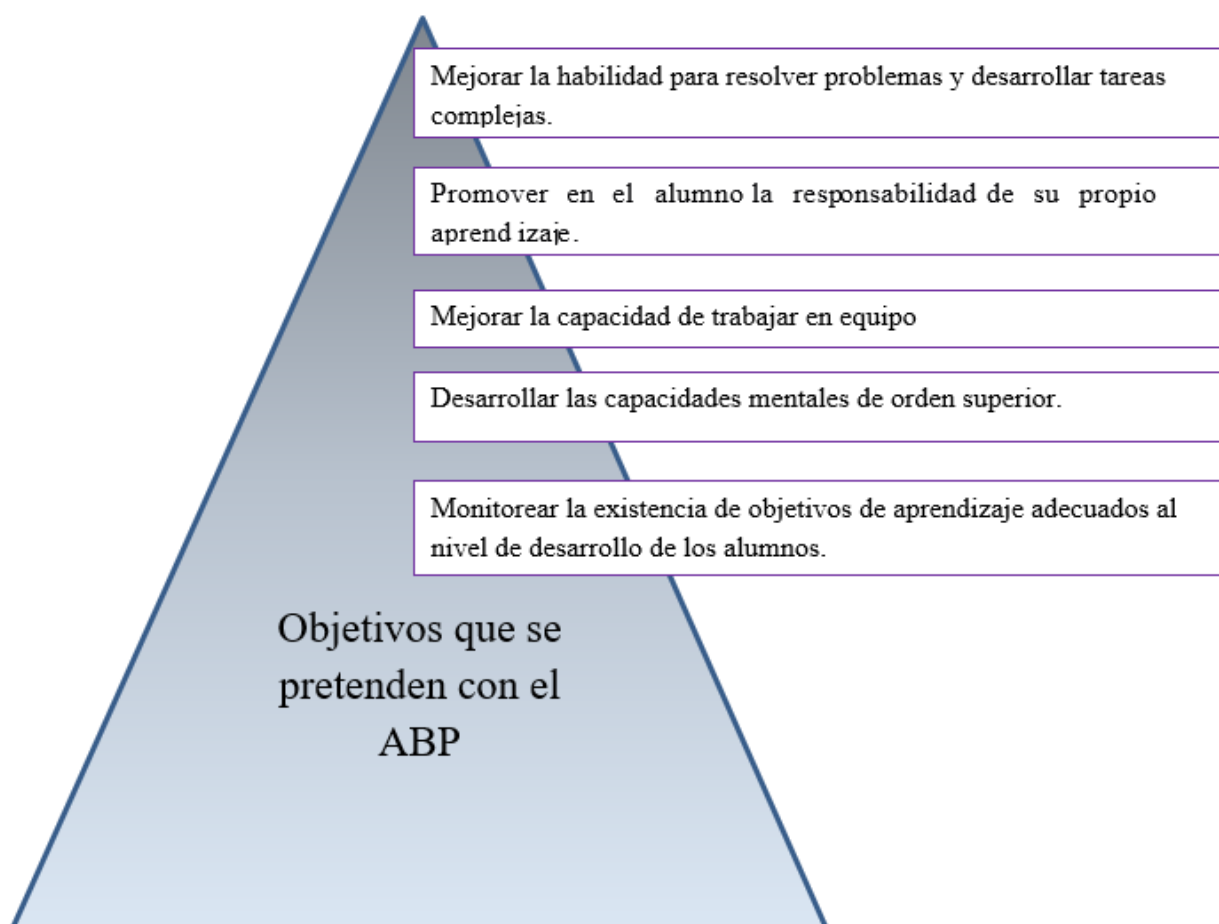 Mejorar la habilidad para resolver problemas y desarrollar tareas
complejas.
Promover en el alumno la responsabilidad de su propio
aprend izaje.
Mejorar la capacidad de trabajar en equipo
Desarrollar las capacidades mentales de orden superior.
Monitorear la existencia de objetivos de aprendizaje adecuados al
nivel de desarrollo de los alumnos.
Objetivos que se
pretenden con el
ABP